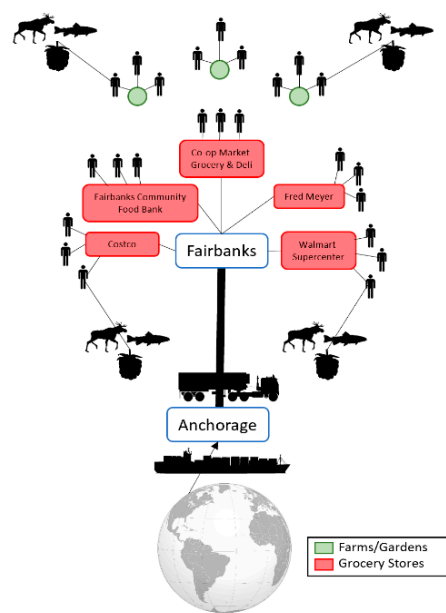 Co-op Market
Grocery & Deli
Fairbanks Community
Food Bank
Fred Meyer
Costco
Fairbanks
Walmart
Supercenter
Anchorage
Farms/Gardens
Grocery Stores